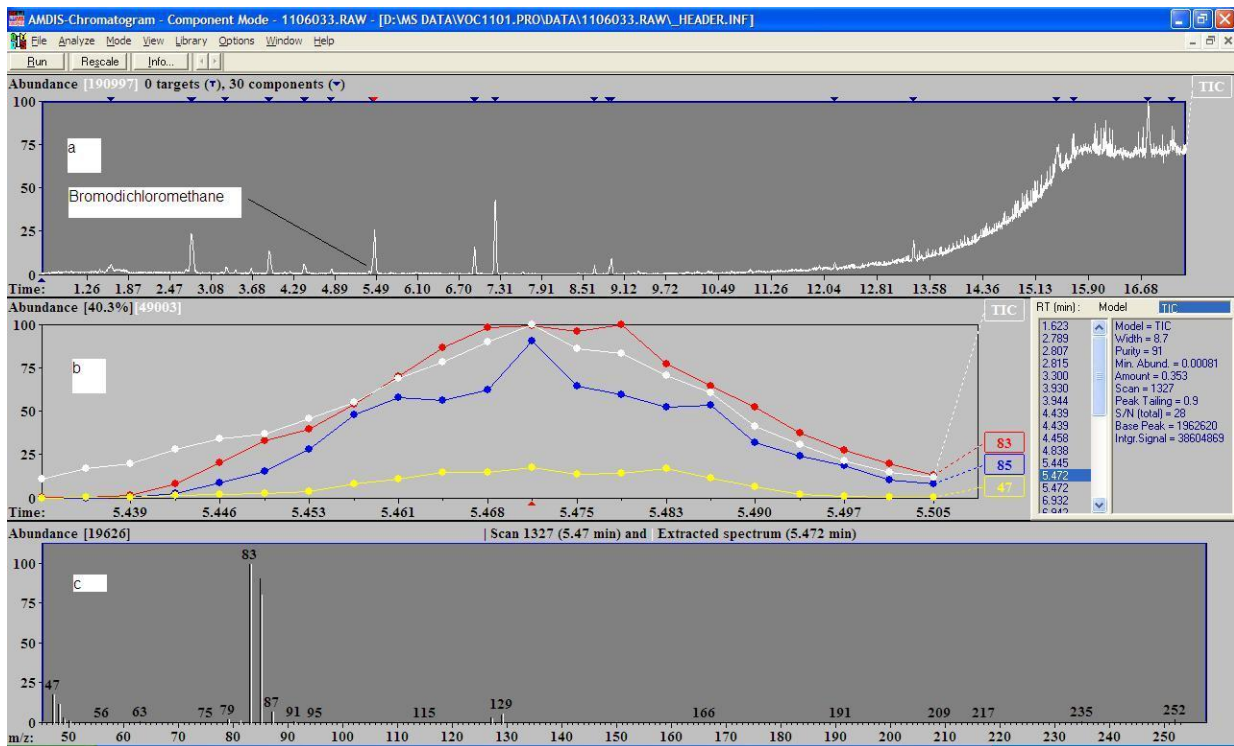 AMDIS-Chromatogram - Component Mode - 1106033.RAW - [D:\MS DATA\VOC1101.PRO\DATA\1106033.RAW\_HEADER.INF]
File Analyze Mode View Library Options Window Help
Run Rescale Info...
Abundance [190997] 0 targets (T), 30 components
TIC
100
75
50
25
0
a
Bromodichloromethane
Time: 1.26 1.87 2.47 3.08 3.68 4.29 4.89 5.49 6.10 6.70 7.31 7.91 8.51 9.12 9.72 10.49 11.26 12.04 12.81 13.58 14.36 15.13 15.90 16.68
Abundance [40.3%] [49003]
TIC
100
75
50
25
0
b
83
85
47
Time: 5.439 5.446 5.453 5.461 5.468 5.475 5.483 5.490 5.497 5.505
RT (min): Model TIC
1.623
2.789
2.807
2.815
3.300
3.930
3.944
4.439
4.439
4.458
4.838
5.445
5.472
5.472
6.932
Model = TIC
Width = 8.7
Purity = 91
Min. Abund. = 0.00081
Amount = 0.353
Scan = 1327
Peak Tailing = 0.9
S/N (total) = 28
Base Peak = 1962620
Intgr.Signal = 38604869
Abundance [19626] | Scan 1327 (5.47 min) and | Extracted spectrum (5.472 min)
100
75
50
25
0
c
83
47 56 63 75 79 87 91 95 115 129 166 191 209 217 235 252
m/z: 50 60 70 80 90 100 110 120 130 140 150 160 170 180 190 200 210 220 230 240 250